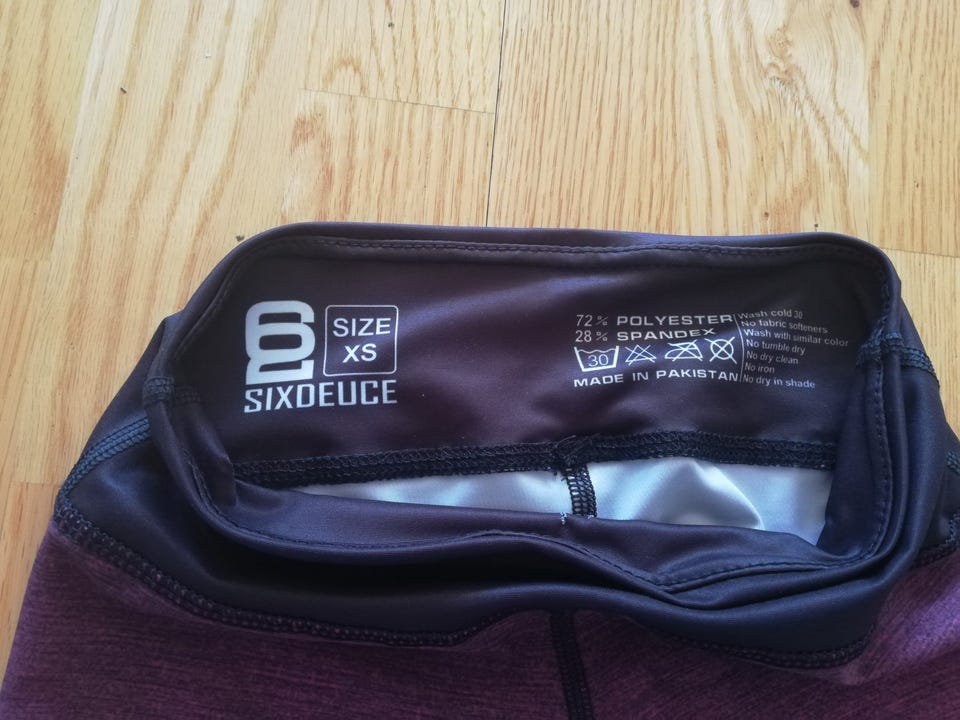 62
SIZE
XS
SIXDEUCE
72% POLYESTER
28% SPANDEX
30
MADE IN PAKISTAN
Wash cold 30
No fabric softeners
Wash with similar color
No tumble dry
No dry clean
No iron
No dry in shade